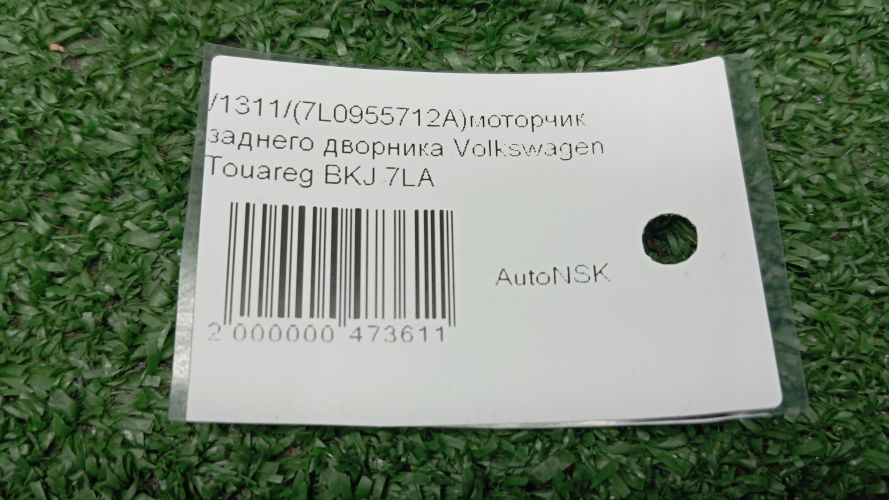 /1311/(7L0955712A)моторчик
заднего дворника Volkswagen
Touareg BKJ 7LA
AutoNSK
2 000000 473611